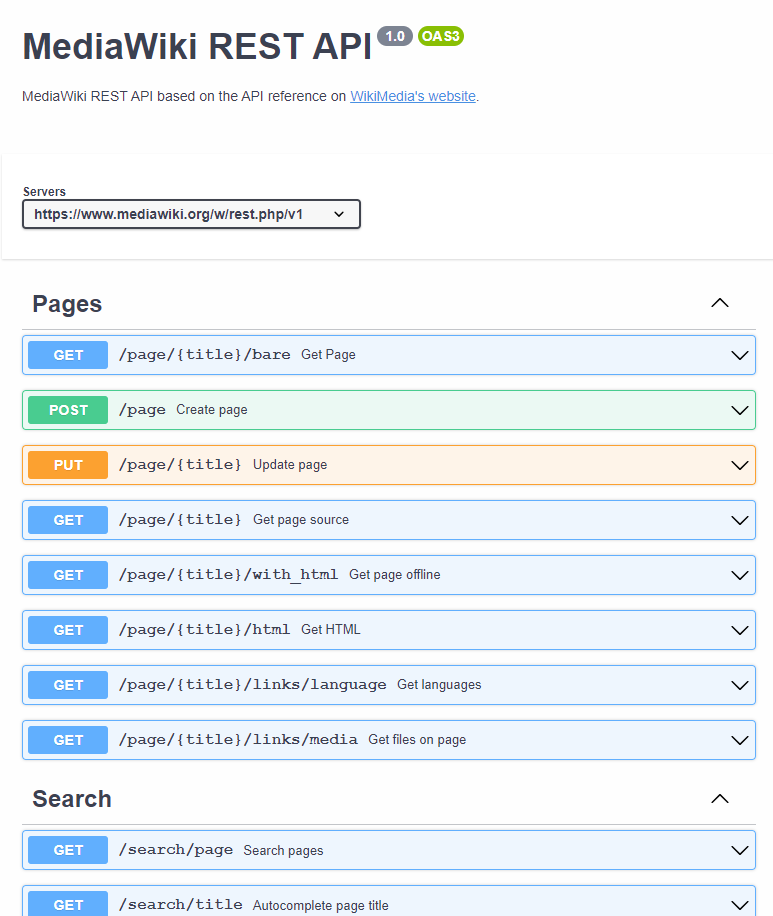 MediaWiki REST API 1.0 OAS3
MediaWiki REST API based on the API reference on WikiMedia's website.
Servers
https://www.mediawiki.org/w/rest.php/v1
Pages
GET /page/{title}/bare Get Page
POST /page Create page
PUT /page/{title} Update page
GET /page/{title} Get page source
GET /page/{title}/with_html Get page offline
GET /page/{title}/html Get HTML
GET /page/{title}/links/language Get languages
GET /page/{title}/links/media Get files on page
Search
GET /search/page Search pages
GET /search/title Autocomplete page title